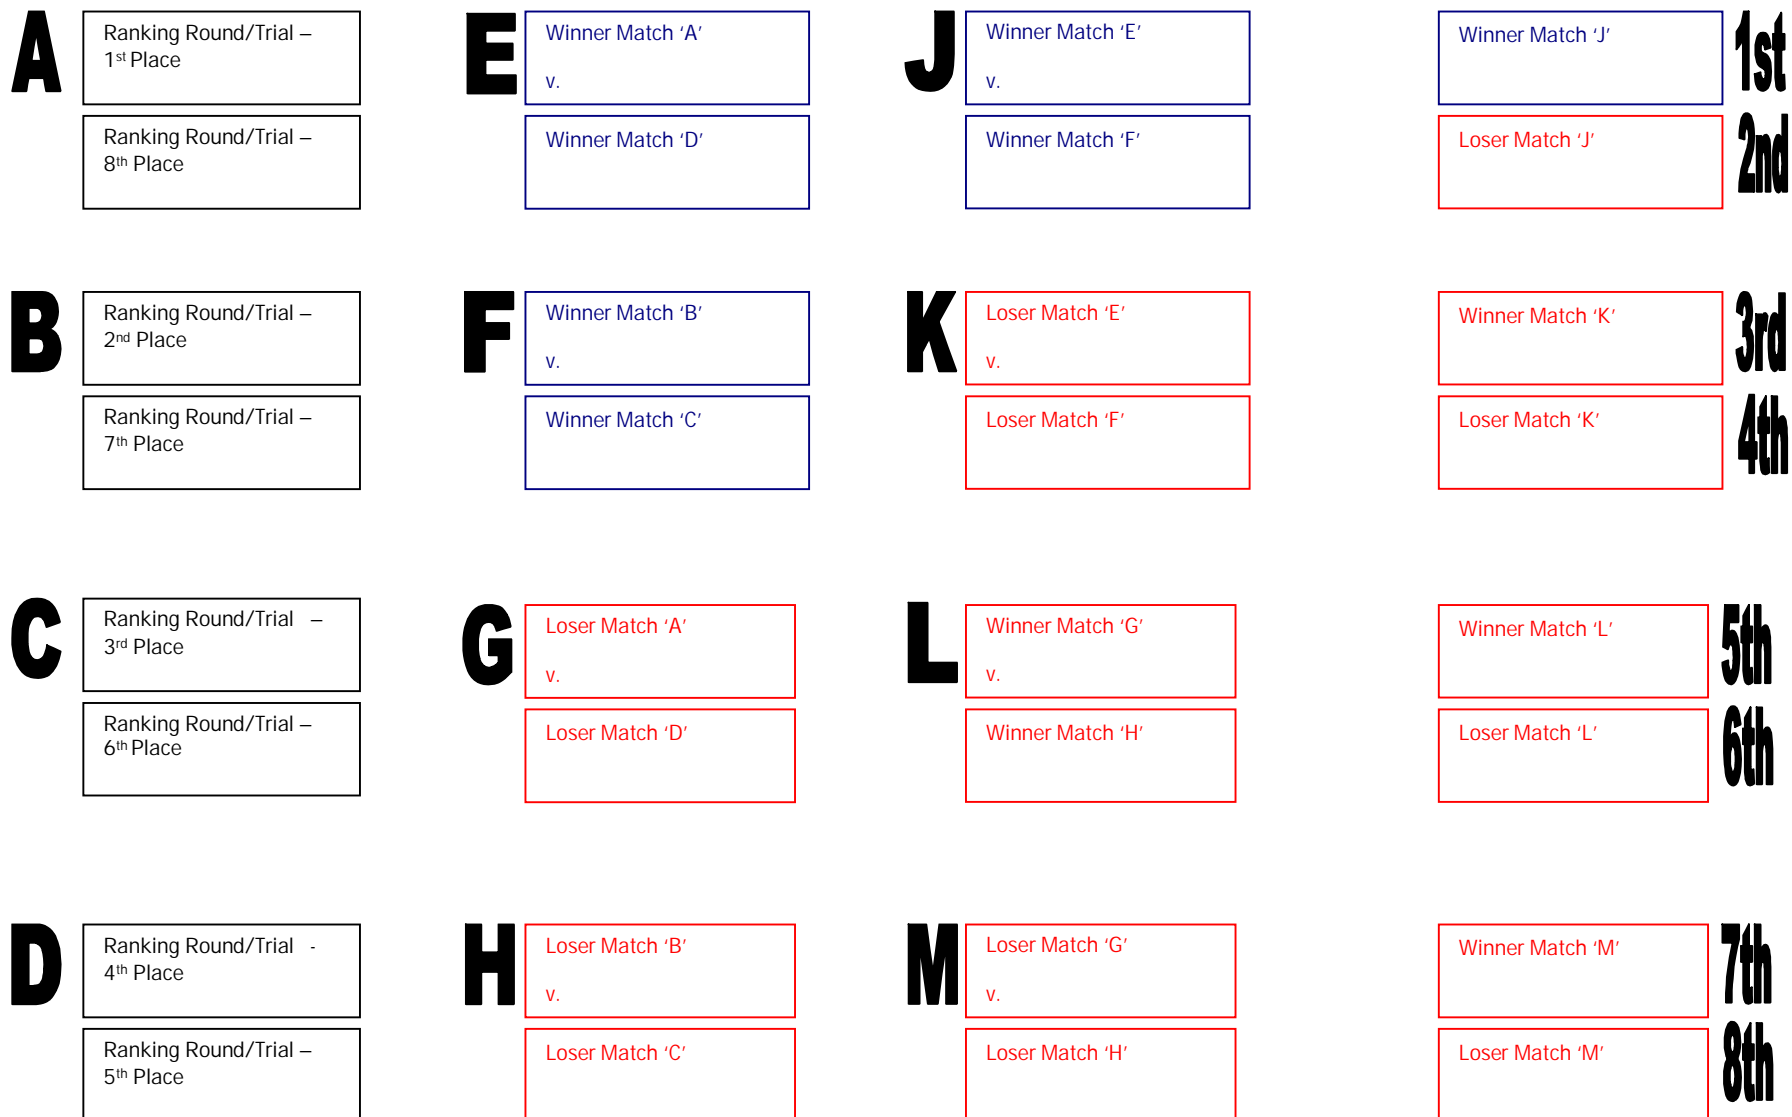 A
Ranking Round/Trial –
1st Place
Ranking Round/Trial –
8th Place
E
Winner Match ‘A’
v.
Winner Match ‘D’
J
Winner Match ‘E’
v.
Winner Match ‘F’
Winner Match ‘J’
1st
Loser Match ‘J’
2nd
B
Ranking Round/Trial –
2nd Place
Ranking Round/Trial –
7th Place
F
Winner Match ‘B’
v.
Winner Match ‘C’
K
Loser Match ‘E’
v.
Loser Match ‘F’
Winner Match ‘K’
3rd
Loser Match ‘K’
4th
C
Ranking Round/Trial –
3rd Place
Ranking Round/Trial –
6th Place
G
Loser Match ‘A’
v.
Loser Match ‘D’
L
Winner Match ‘G’
v.
Winner Match ‘H’
Winner Match ‘L’
5th
Loser Match ‘L’
6th
D
Ranking Round/Trial -
4th Place
Ranking Round/Trial –
5th Place
H
Loser Match ‘B’
v.
Loser Match ‘C’
M
Loser Match ‘G’
v.
Loser Match ‘H’
Winner Match ‘M’
7th
Loser Match ‘M’
8th